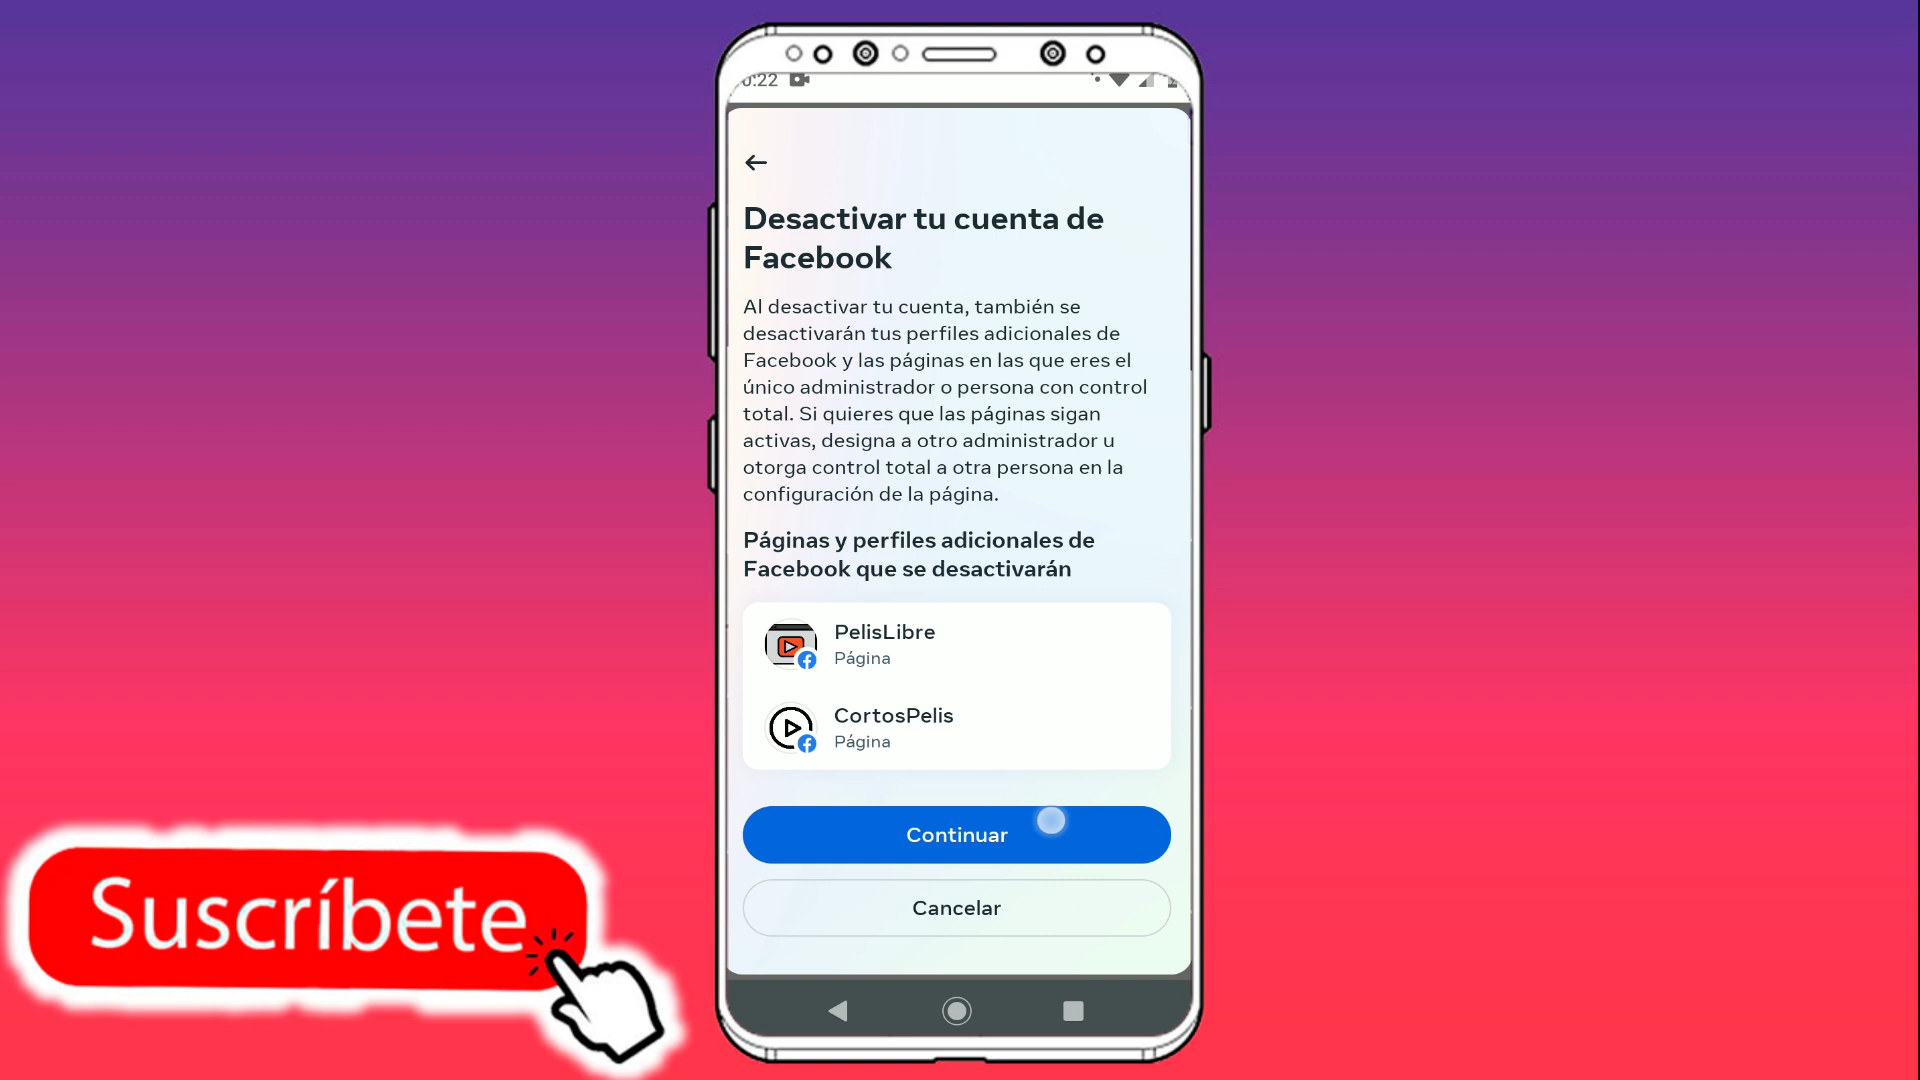 0:22
Desactivar tu cuenta de
Facebook
Al desactivar tu cuenta, también se
desactivarán tus perfiles adicionales de
Facebook y las páginas en las que eres el
único administrador o persona con control
total. Si quieres que las páginas sigan
activas, designa a otro administrador u
otorga control total a otra persona en la
configuración de la página.
Páginas y perfiles adicionales de
Facebook que se desactivarán
PelisLibre
Página
CortosPelis
Página
Continuar
Cancelar
Suscríbete